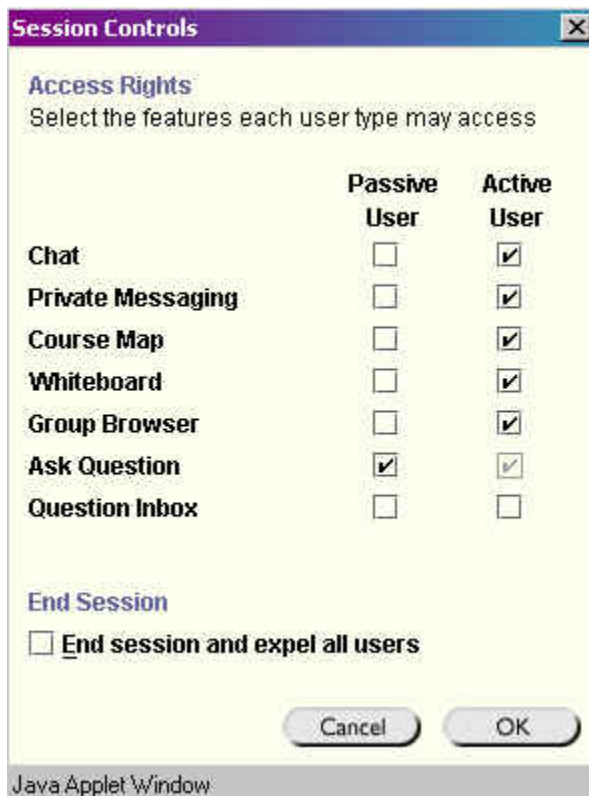 Session Controls
Access Rights
Select the features each user type may access
Passive Active
User User
Chat
Private Messaging
Course Map
Whiteboard
Group Browser
Ask Question
Question Inbox
End Session
End session and expel all users
Cancel OK
Java Applet Window